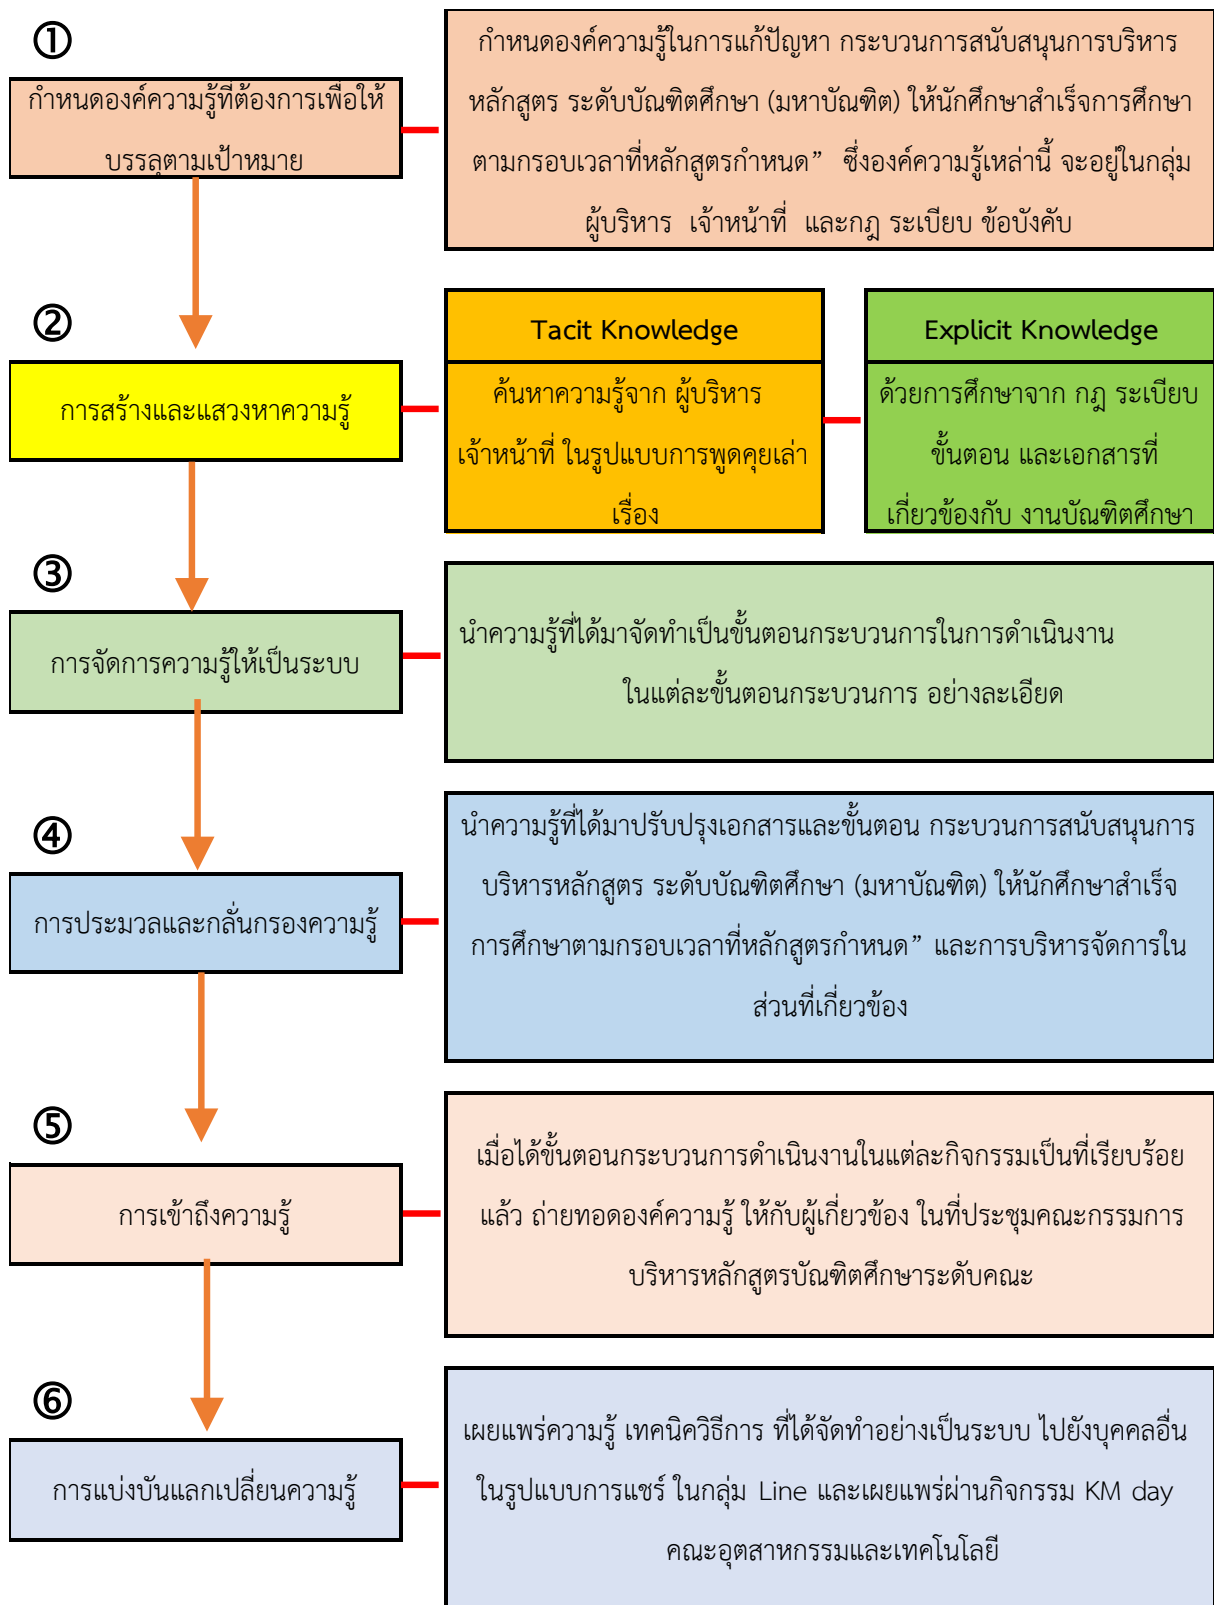 ①
กำหนดองค์ความรู้ที่ต้องการเพื่อให้
บรรลุตามเป้าหมาย
กำหนดองค์ความรู้ในการแก้ปัญหา กระบวนการสนับสนุนการบริหาร
หลักสูตร ระดับบัณฑิตศึกษา (มหาบัณฑิต) ให้นักศึกษาสำเร็จการศึกษา
ตามกรอบเวลาที่หลักสูตรกำหนด” ซึ่งองค์ความรู้เหล่านี้ จะอยู่ในกลุ่ม
ผู้บริหาร เจ้าหน้าที่ และกฎ ระเบียบ ข้อบังคับ
②
การสร้างและแสวงหาความรู้
Tacit Knowledge
ค้นหาความรู้จาก ผู้บริหาร
เจ้าหน้าที่ ในรูปแบบการพูดคุยเล่า
เรื่อง
Explicit Knowledge
ด้วยการศึกษาจาก กฎ ระเบียบ
ขั้นตอน และเอกสารที่
เกี่ยวข้องกับ งานบัณฑิตศึกษา
③
การจัดการความรู้ให้เป็นระบบ
นำความรู้ที่ได้มาจัดทำเป็นขั้นตอนกระบวนการในการดำเนินงาน
ในแต่ละขั้นตอนกระบวนการ อย่างละเอียด
④
การประมวลและกลั่นกรองความรู้
นำความรู้ที่ได้มาปรับปรุงเอกสารและขั้นตอน กระบวนการสนับสนุนการ
บริหารหลักสูตร ระดับบัณฑิตศึกษา (มหาบัณฑิต) ให้นักศึกษาสำเร็จ
การศึกษาตามกรอบเวลาที่หลักสูตรกำหนด” และการบริหารจัดการใน
ส่วนที่เกี่ยวข้อง
⑤
การเข้าถึงความรู้
เมื่อได้ขั้นตอนกระบวนการดำเนินงานในแต่ละกิจกรรมเป็นที่เรียบร้อย
แล้ว ถ่ายทอดองค์ความรู้ ให้กับผู้เกี่ยวข้อง ในที่ประชุมคณะกรรมการ
บริหารหลักสูตรบัณฑิตศึกษาระดับคณะ
⑥
การแบ่งบันแลกเปลี่ยนความรู้
เผยแพร่ความรู้ เทคนิควิธีการ ที่ได้จัดทำอย่างเป็นระบบ ไปยังบุคคลอื่น
ในรูปแบบการแชร์ ในกลุ่ม Line และเผยแพร่ผ่านกิจกรรม KM day
คณะอุตสาหกรรมและเทคโนโลยี